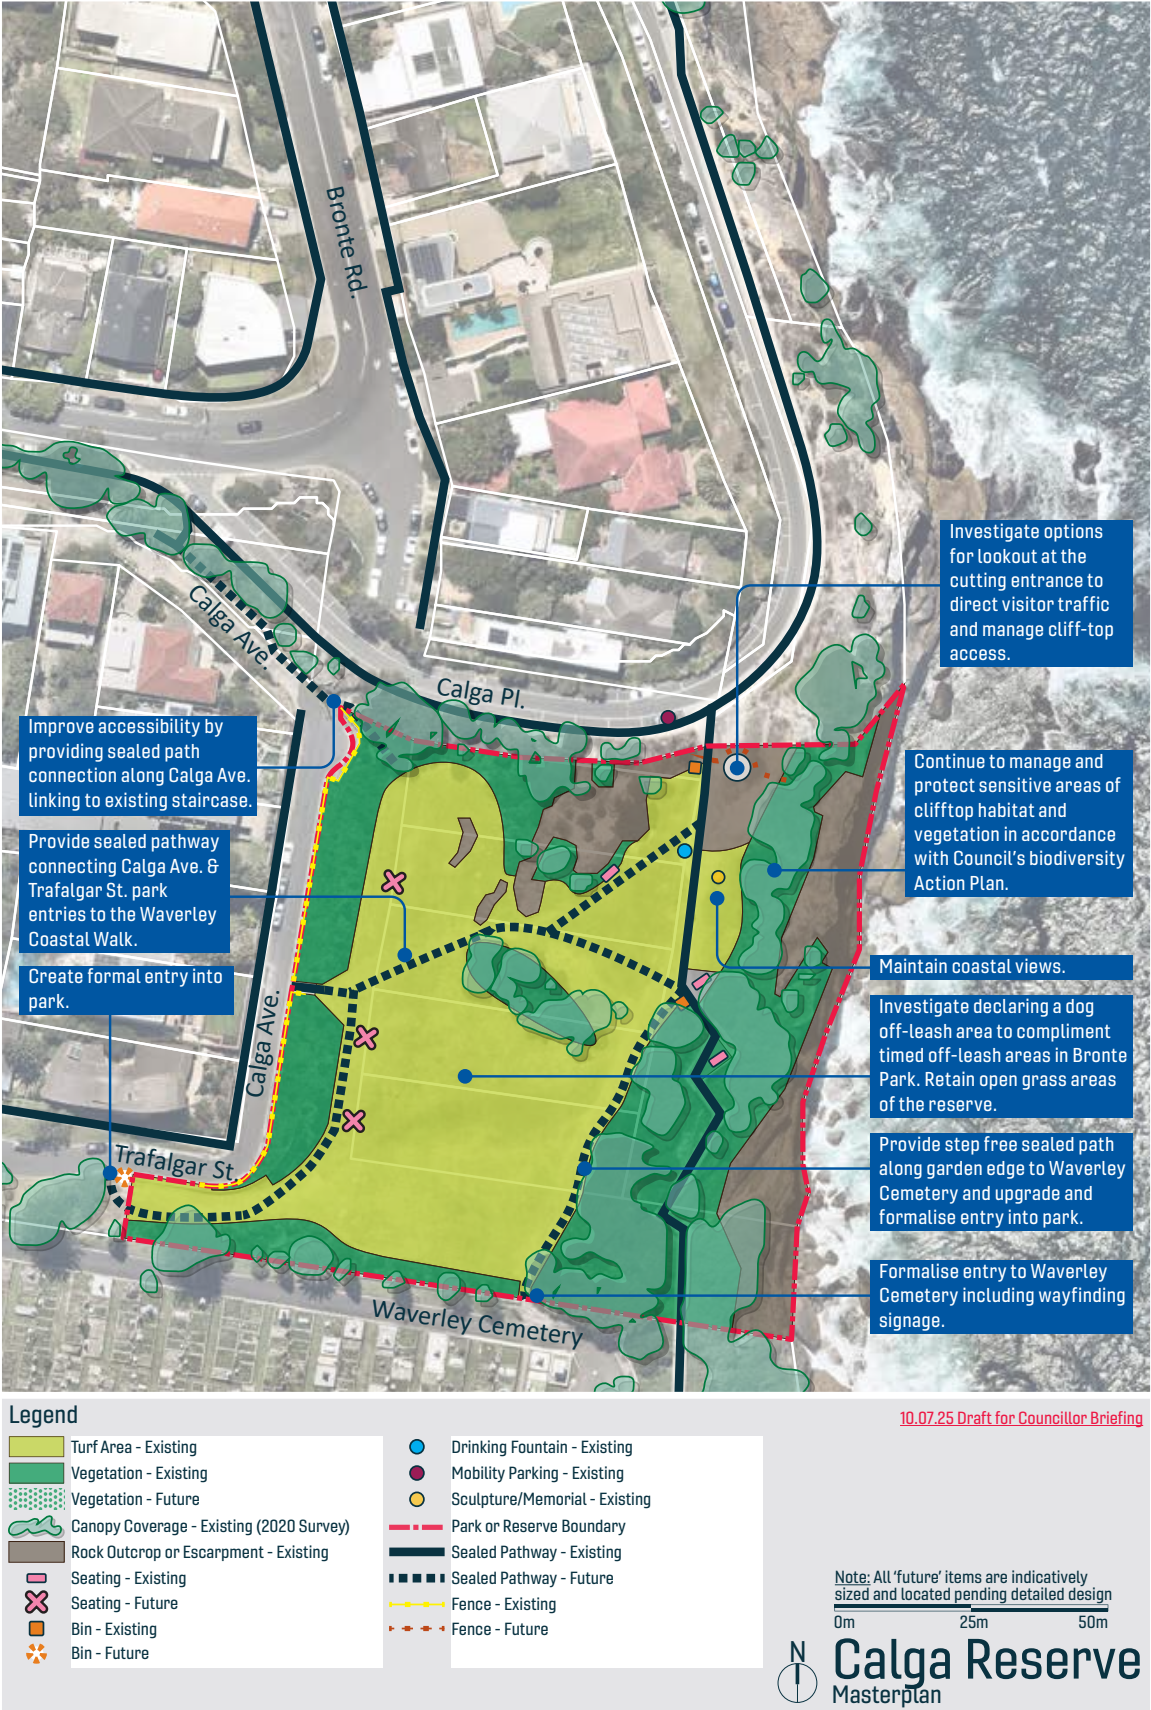 Bronte Rd.
Investigate options
for lookout at the
cutting entrance to
direct visitor traffic
and manage cliff-top
access.
Calga Ave.
Calga Pl.
Improve accessibility by
providing sealed path
connection along Calga Ave.
linking to existing staircase.
Continue to manage and
protect sensitive areas of
clifftop habitat and
vegetation in accordance
with Council's biodiversity
Action Plan.
Provide sealed pathway
connecting Calga Ave. &
Trafalgar St. park
entries to the Waverley
Coastal Walk.
Maintain coastal views.
Create formal entry into
park.
Calga Ave.
Investigate declaring a dog
off-leash area to compliment
timed off-leash areas in Bronte
Park. Retain open grass areas
of the reserve.
Trafalgar St.
Provide step free sealed path
along garden edge to Waverley
Cemetery and upgrade and
formalise entry into park.
Formalise entry to Waverley
Cemetery including wayfinding
signage.
Waverley Cemetery
Legend
10.07.25 Draft for Councillor Briefing
Turf Area - Existing
Vegetation - Existing
Vegetation - Future
Canopy Coverage - Existing (2020 Survey)
Rock Outcrop or Escarpment - Existing
Seating - Existing
Seating - Future
Bin - Existing
Bin - Future
Drinking Fountain - Existing
Mobility Parking - Existing
Sculpture/Memorial - Existing
Park or Reserve Boundary
Sealed Pathway - Existing
Sealed Pathway - Future
Fence - Existing
Fence - Future
Note: All 'future' items are indicatively
sized and located pending detailed design
0m 25m 50m
N
Calga Reserve
Masterplan